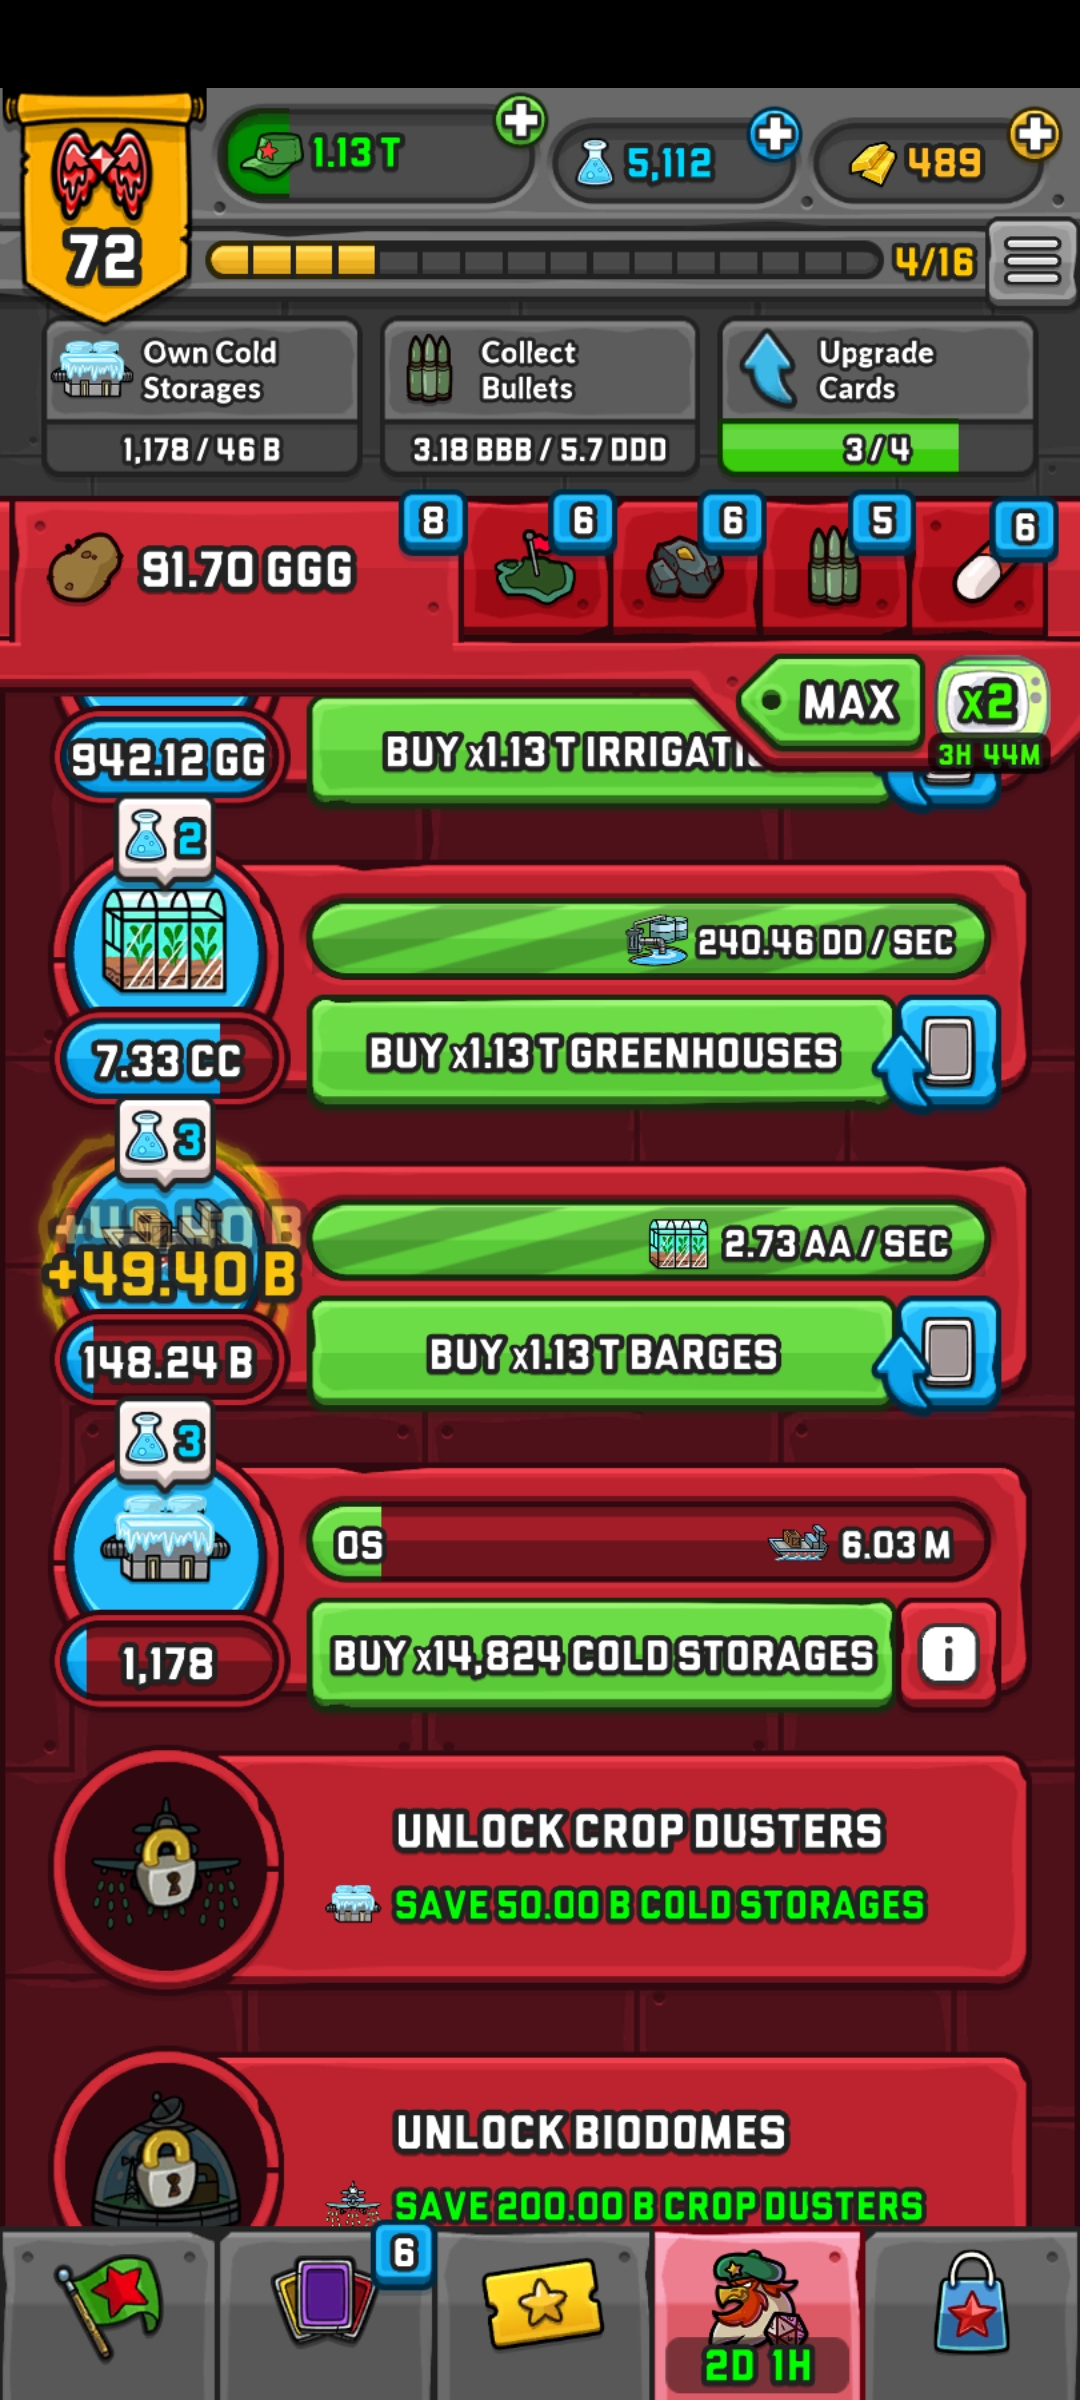 1.13 T
5,112
489
72
4/16
Own Cold
Storages
1,178 / 46 B
Collect
Bullets
3.18 BBB / 5.7 DDD
Upgrade
Cards
3/4
91.70 GGG
8
6
6
5
6
MAX
x2
3H 44M
942.12 GG
BUY x1.13 T IRRIGATI
2
240.46 DD / SEC
7.33 CC
BUY x1.13 T GREENHOUSES
3
+49.40 B
+49.40 B
2.73 AA / SEC
148.24 B
BUY x1.13 T BARGES
3
0S
6.03 M
1,178
BUY x14,824 COLD STORAGES
i
UNLOCK CROP DUSTERS
SAVE 50.00 B COLD STORAGES
UNLOCK BIODOMES
SAVE 200.00 B CROP DUSTERS
6
2D 1H